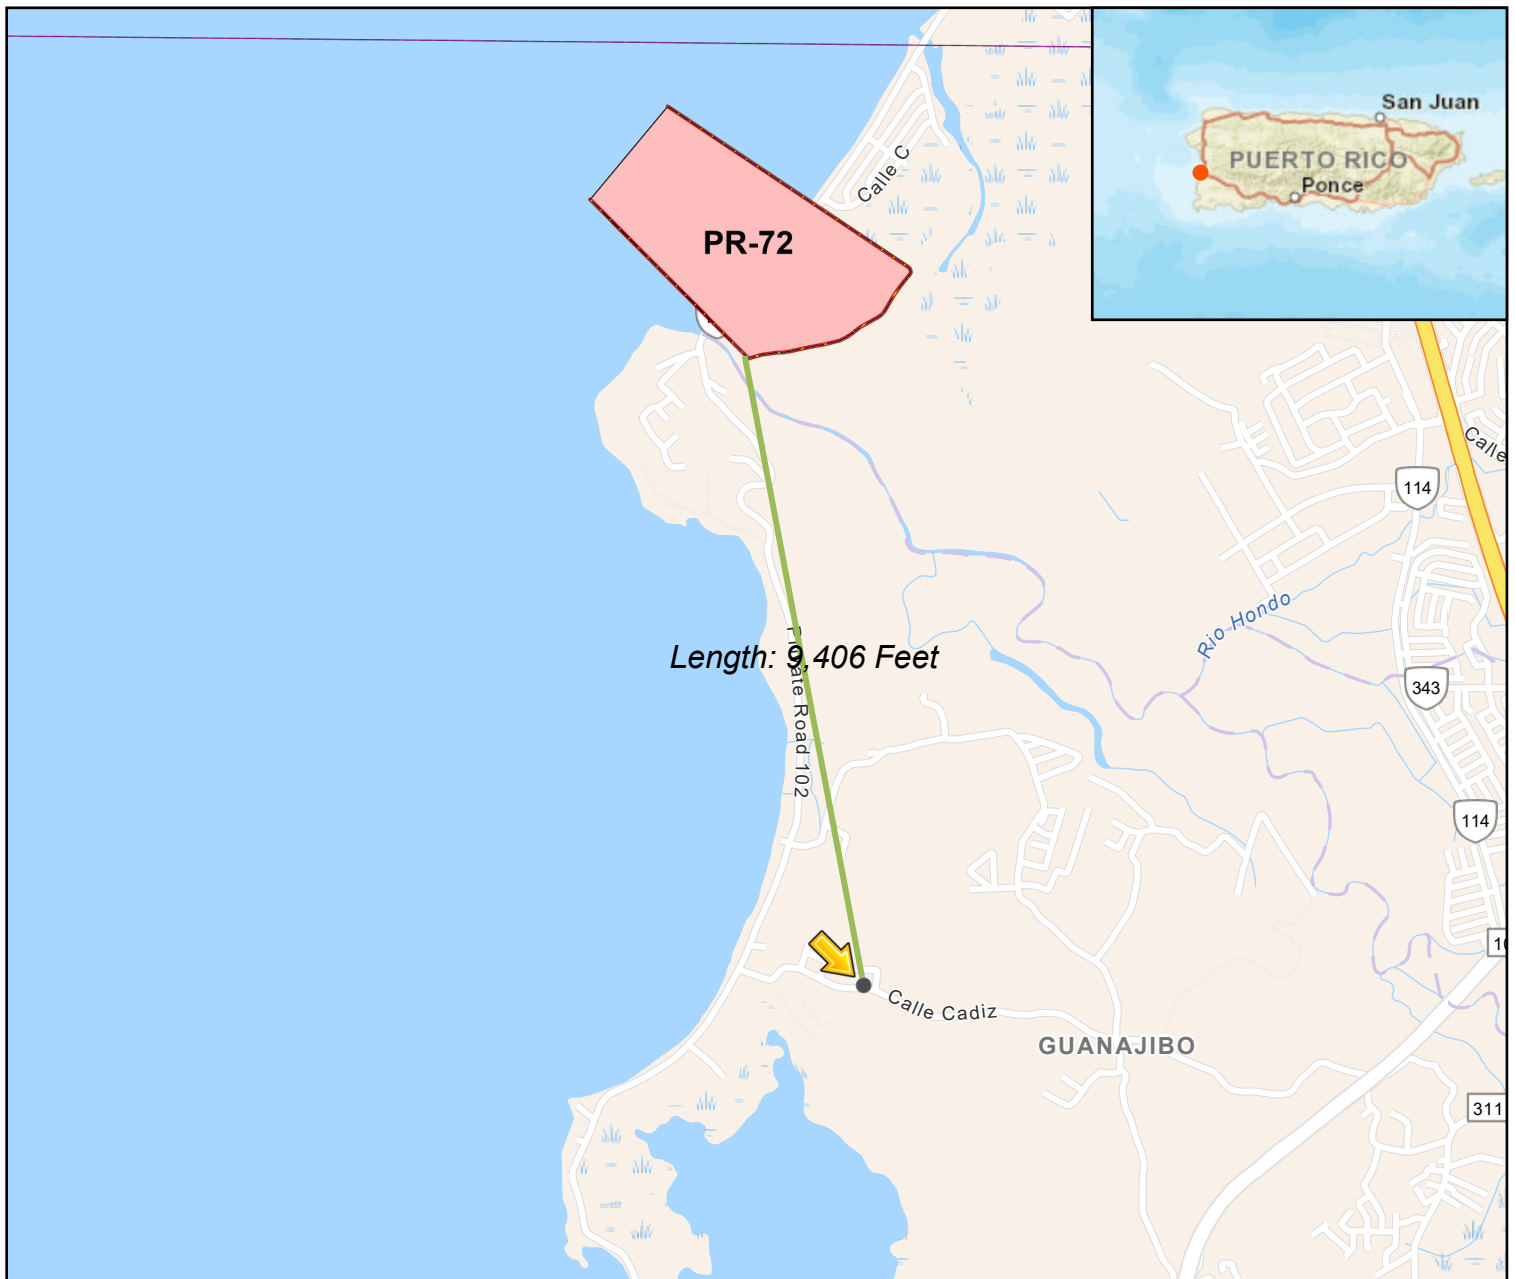 San Juan
PUERTO RICO
Ponce
Calle C
PR-72
Calle
114
Rio Hondo
Length: 9,406 Feet
343
Private Road 102
114
10
Calle Cadiz
GUANAJIBO
311